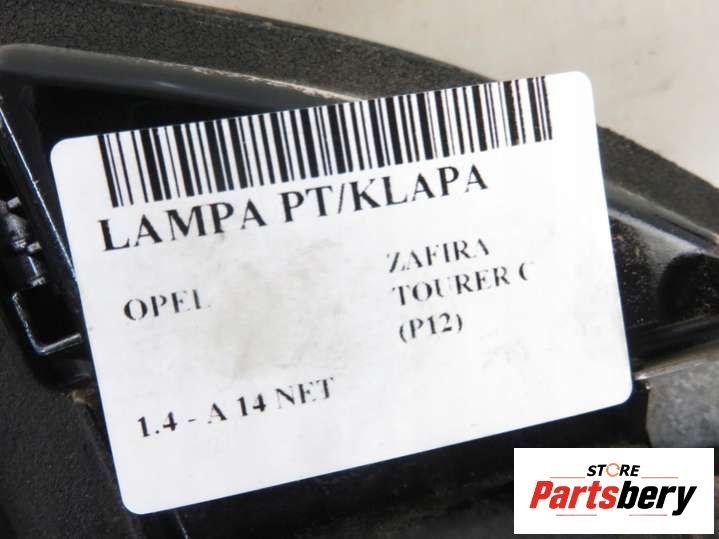 LAMPA PT/KLAPA
OPEL
ZAFIRA
TOURER C
(P12)
1.4 - A 14 NET
STORE
Partsbery